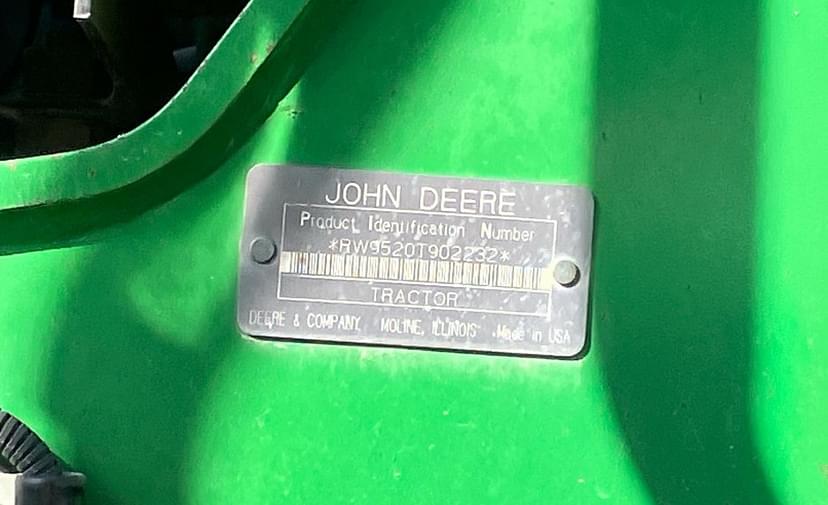 JOHN DEERE
Product Identification Number
*RW9520T902232*
TRACTOR
DEERE & COMPANY MOLINE, ILLINOIS Made in USA